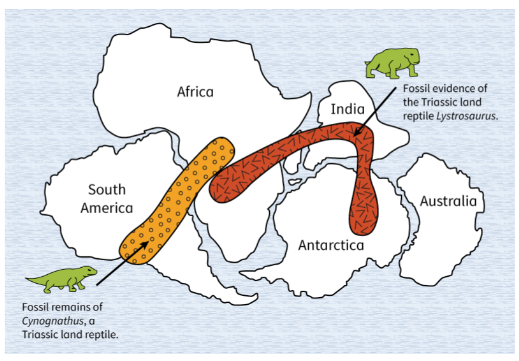 Africa
India
Fossil evidence of
the Triassic land
reptile Lystrosaurus.
South
America
Australia
Antarctica
Fossil remains of
Cynognathus, a
Triassic land reptile.